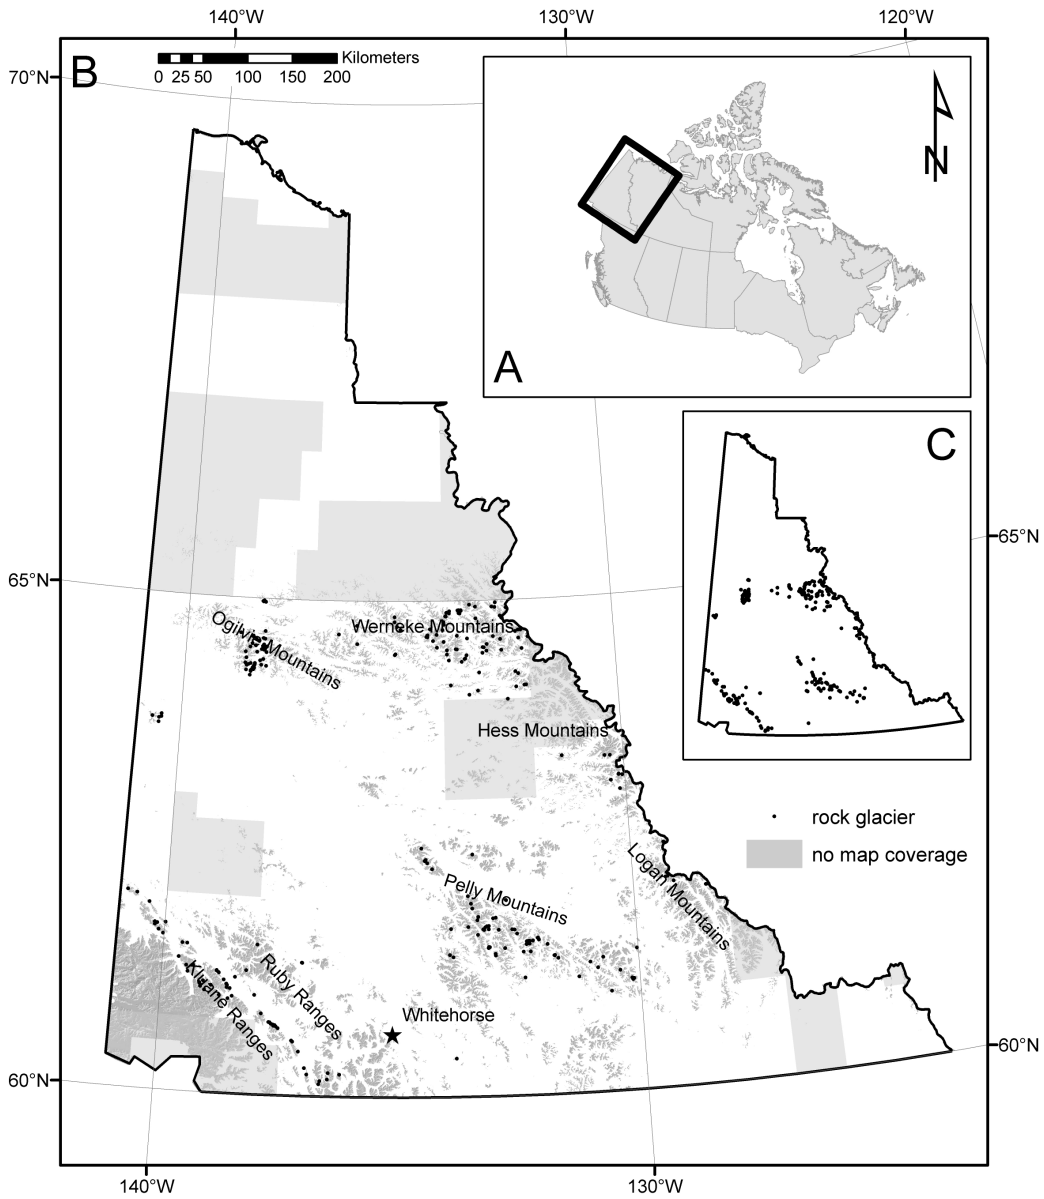 140°W 130°W 120°W
B
Kilometers
0 25 50 100 150 200
70°N
N
A
C
65°N
65°N
Ogilvie Mountains
Werneke Mountains
Hess Mountains
rock glacier
no map coverage
Logan Mountains
Pelly Mountains
Ruby Ranges
Kluane Ranges
Whitehorse
60°N
60°N
140°W 130°W